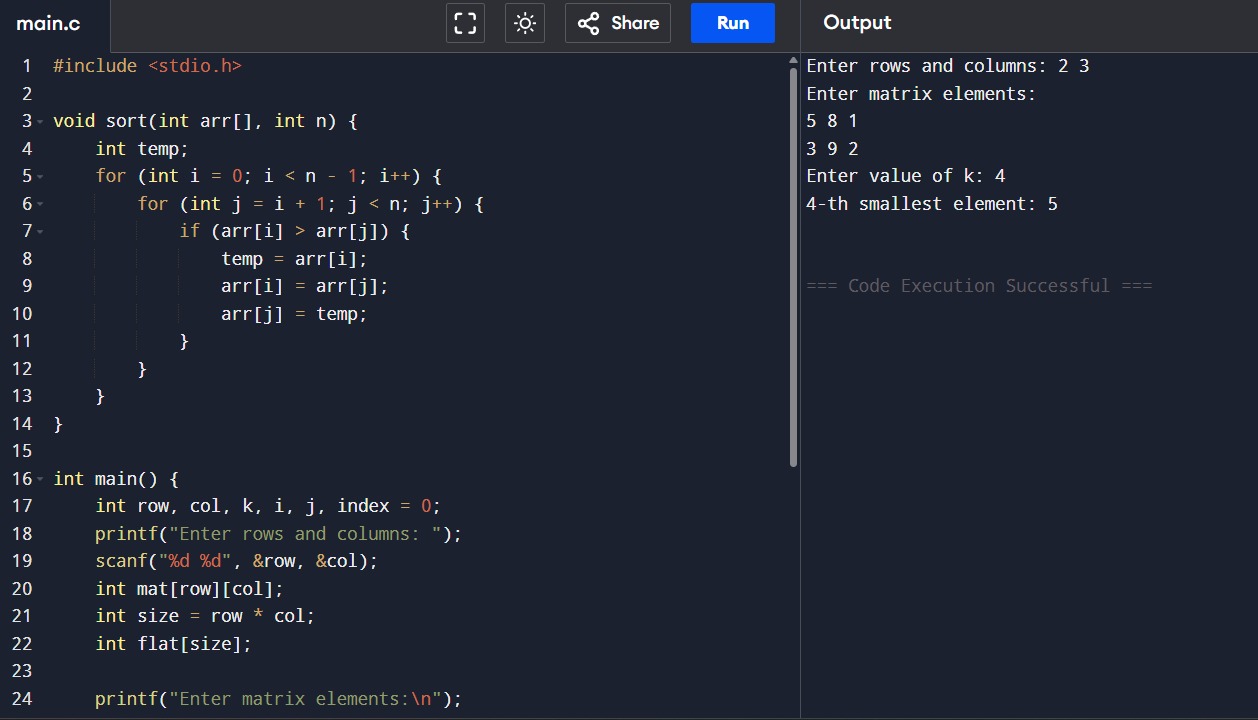 main.c
Share
Run
Output
1 #include <stdio.h>
2
3 void sort(int arr[], int n) {
4     int temp;
5     for (int i = 0; i < n - 1; i++) {
6         for (int j = i + 1; j < n; j++) {
7             if (arr[i] > arr[j]) {
8                 temp = arr[i];
9                 arr[i] = arr[j];
10                 arr[j] = temp;
11             }
12         }
13     }
14 }
15
16 int main() {
17     int row, col, k, i, j, index = 0;
18     printf("Enter rows and columns: ");
19     scanf("%d %d", &row, &col);
20     int mat[row][col];
21     int size = row * col;
22     int flat[size];
23
24     printf("Enter matrix elements:\n");
Enter rows and columns: 2 3
Enter matrix elements:
5 8 1
3 9 2
Enter value of k: 4
4-th smallest element: 5
=== Code Execution Successful ===